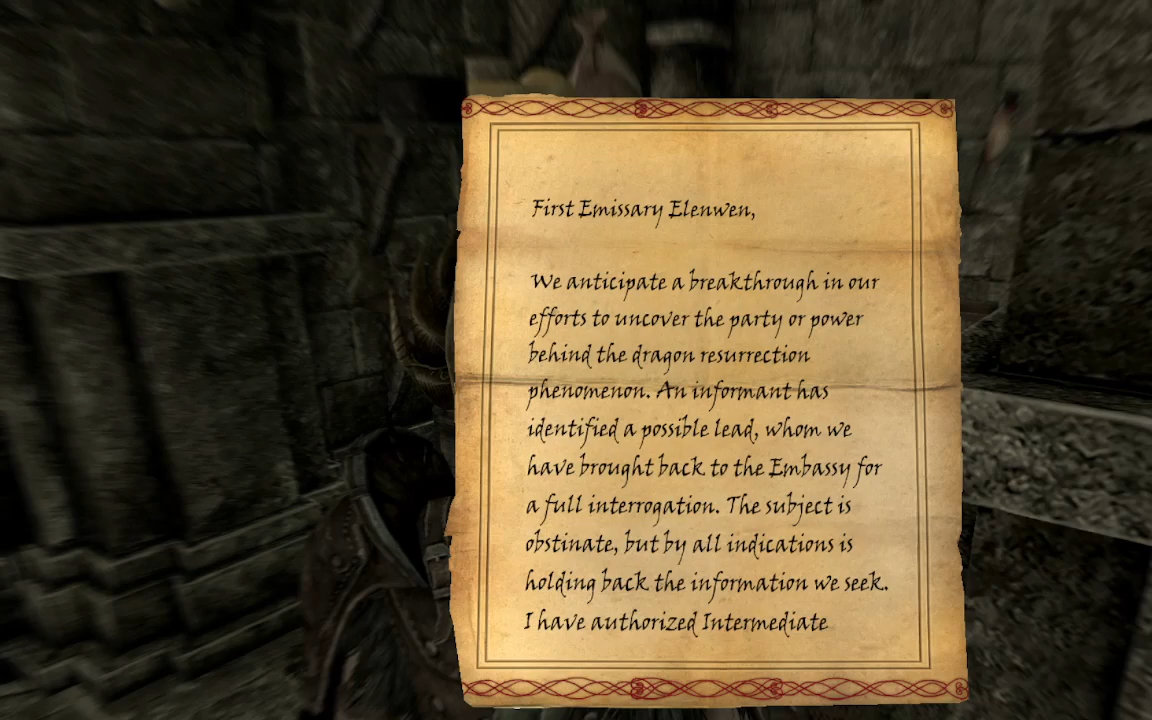 First Emissary Elenwen,
We anticipate a breakthrough in our
efforts to uncover the party or power
behind the dragon resurrection
phenomenon. An informant has
identified a possible lead, whom we
have brought back to the Embassy for
a full interrogation. The subject is
obstinate, but by all indications is
holding back the information we seek.
I have authorized Intermediate